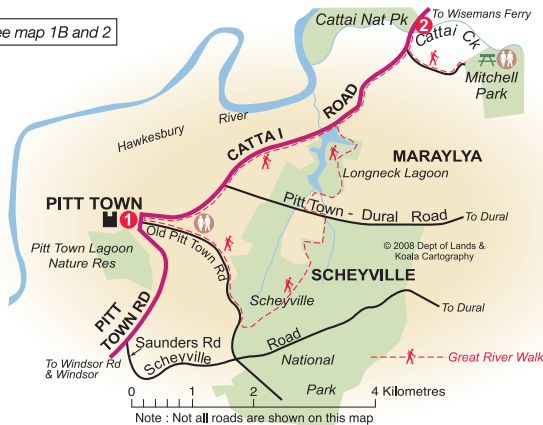 ee map 1B and 2
Cattai Nat Pk
To Wisemans Ferry
2
Cattai Ck
Mitchell
Park
Hawkesbury
River
CATTAI
ROAD
MARAYLYA
Longneck Lagoon
PITT TOWN
1
Pitt Town - Dural Road
To Dural
Old Pitt Town Rd
Pitt Town Lagoon
Nature Res
© 2008 Dept of Lands &
Koala Cartography
SCHEYVILLE
Scheyville
PITT
TOWN RD
To Dural
Saunders Rd
Scheyville
Road
National
Park
Great River Walk
To Windsor Rd
& Windsor
0 2 4 Kilometres
Note : Not all roads are shown on this map